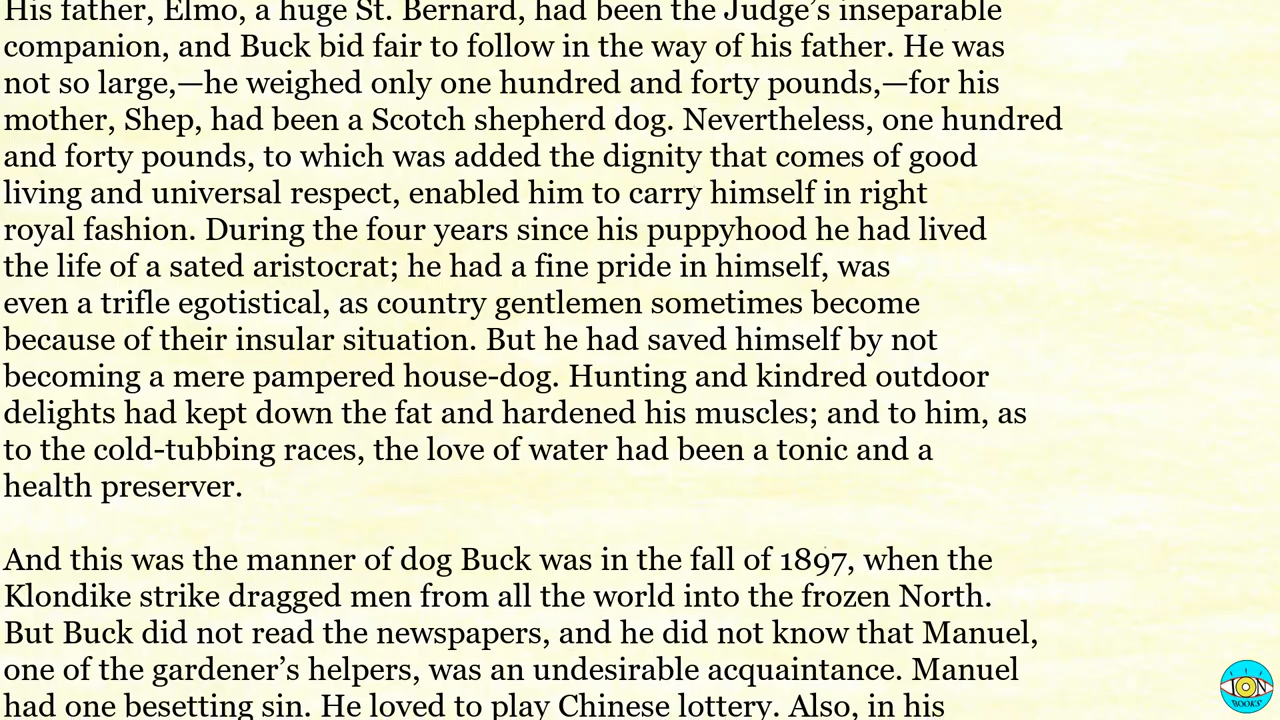 His father, Elmo, a huge St. Bernard, had been the Judge’s inseparable
companion, and Buck bid fair to follow in the way of his father. He was
not so large,—he weighed only one hundred and forty pounds,—for his
mother, Shep, had been a Scotch shepherd dog. Nevertheless, one hundred
and forty pounds, to which was added the dignity that comes of good
living and universal respect, enabled him to carry himself in right
royal fashion. During the four years since his puppyhood he had lived
the life of a sated aristocrat; he had a fine pride in himself, was
even a trifle egotistical, as country gentlemen sometimes become
because of their insular situation. But he had saved himself by not
becoming a mere pampered house-dog. Hunting and kindred outdoor
delights had kept down the fat and hardened his muscles; and to him, as
to the cold-tubbing races, the love of water had been a tonic and a
health preserver.

And this was the manner of dog Buck was in the fall of 1897, when the
Klondike strike dragged men from all the world into the frozen North.
But Buck did not read the newspapers, and he did not know that Manuel,
one of the gardener’s helpers, was an undesirable acquaintance. Manuel
had one besetting sin. He loved to play Chinese lottery. Also, in his
ION
BOOKS